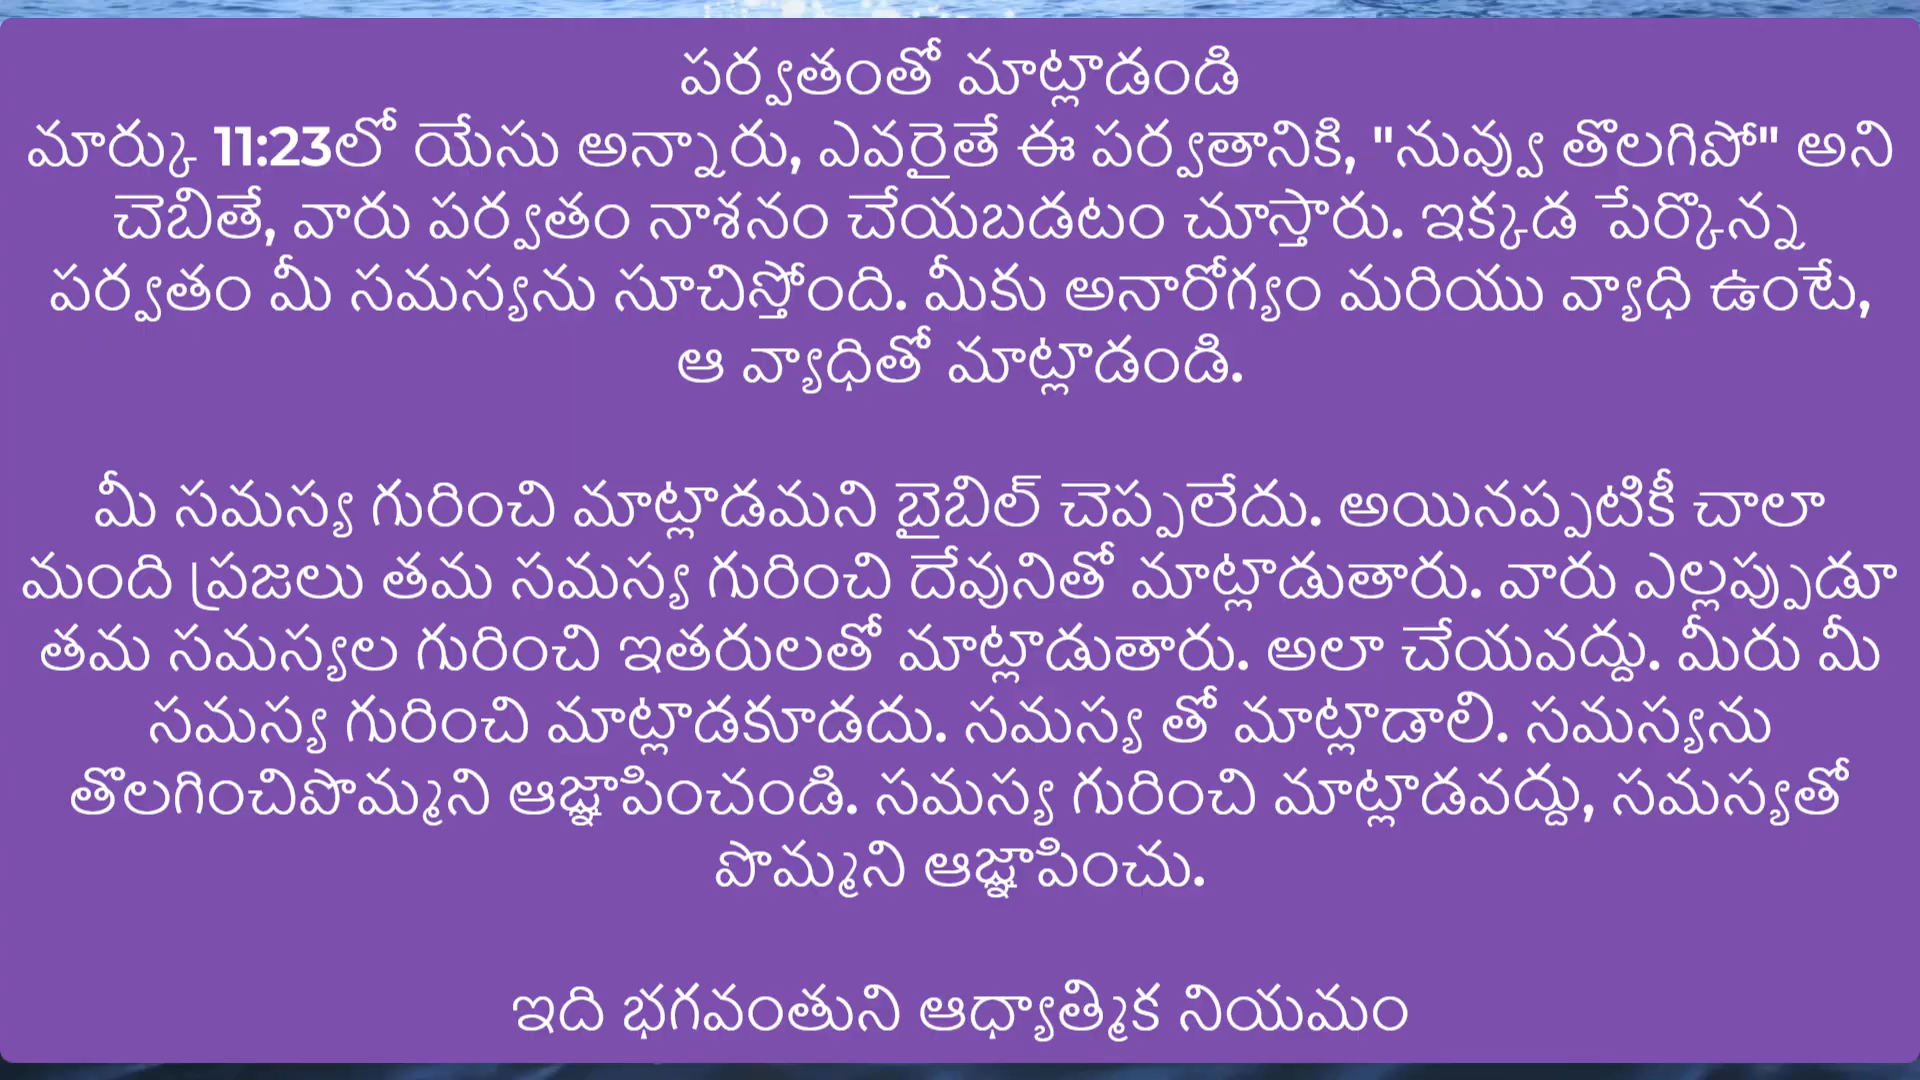 పర్వతంతో మాట్లాడండి
మార్కు 11:23లో యేసు అన్నారు, ఎవరైతే ఈ పర్వతానికి, "నువ్వు తొలగిపో" అని
చెబితే, వారు పర్వతం నాశనం చేయబడటం చూస్తారు. ఇక్కడ పేర్కొన్న
పర్వతం మీ సమస్యను సూచిస్తోంది. మీకు అనారోగ్యం మరియు వ్యాధి ఉంటే,
ఆ వ్యాధితో మాట్లాడండి.
మీ సమస్య గురించి మాట్లాడమని బైబిల్ చెప్పలేదు. అయినప్పటికీ చాలా
మంది ప్రజలు తమ సమస్య గురించి దేవునితో మాట్లాడుతారు. వారు ఎల్లప్పుడూ
తమ సమస్యల గురించి ఇతరులతో మాట్లాడుతారు. అలా చేయవద్దు. మీరు మీ
సమస్య గురించి మాట్లాడకూడదు. సమస్య తో మాట్లాడాలి. సమస్యను
తొలగించిపొమ్మని ఆజ్ఞాపించండి. సమస్య గురించి మాట్లాడవద్దు, సమస్యతో
పొమ్మని ఆజ్ఞాపించు.
ఇది భగవంతుని ఆధ్యాత్మిక నియమం